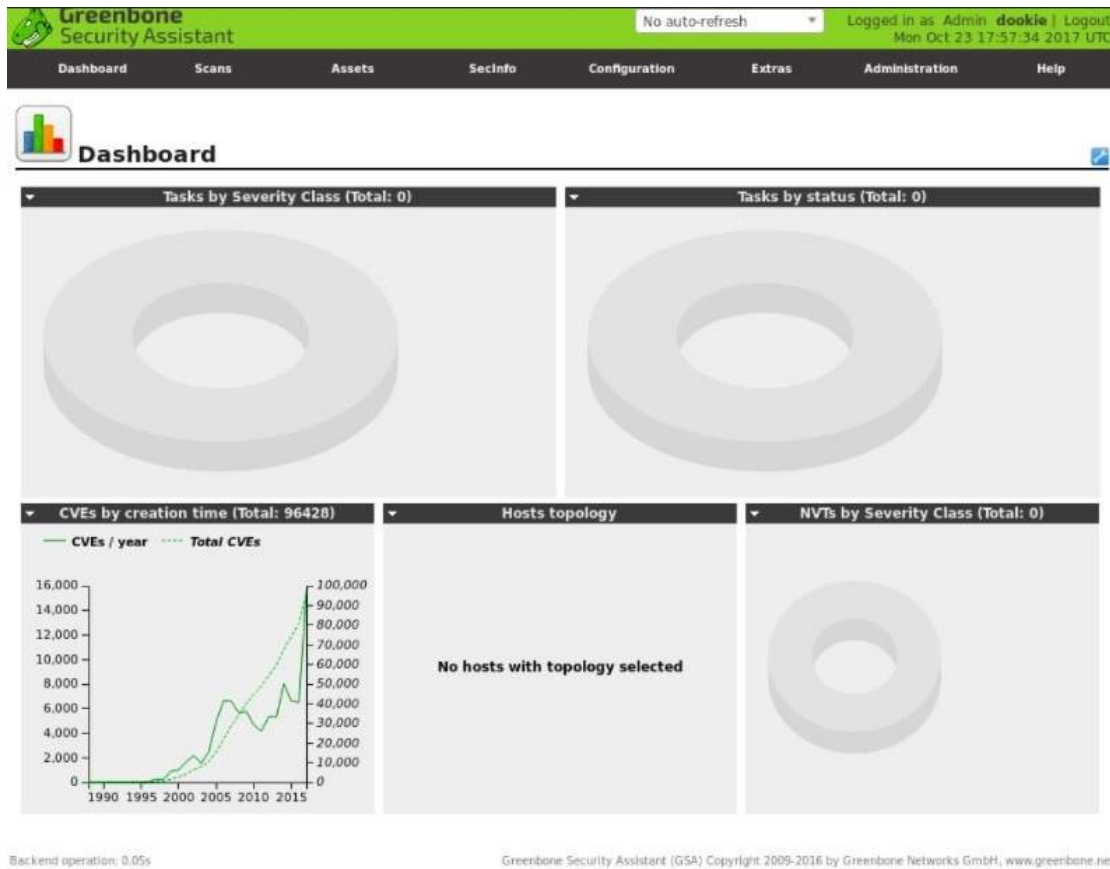 Greenbone
Security Assistant
No auto-refresh
Logged in as Admin dookie | Logout
Mon Oct 23 17:57:34 2017 UTC
Dashboard Scans Assets SecInfo Configuration Extras Administration Help
Dashboard
Tasks by Severity Class (Total: 0)
Tasks by status (Total: 0)
CVEs by creation time (Total: 96428)
CVEs / year Total CVEs
16,000
14,000
12,000
10,000
8,000
6,000
4,000
2,000
0
100,000
90,000
80,000
70,000
60,000
50,000
40,000
30,000
20,000
10,000
0
1990 1995 2000 2005 2010 2015
Hosts topology
No hosts with topology selected
NVTs by Severity Class (Total: 0)
Backend operation: 0.05s
Greenbone Security Assistant (GSA) Copyright 2009-2016 by Greenbone Networks GmbH, www.greenbone.ne